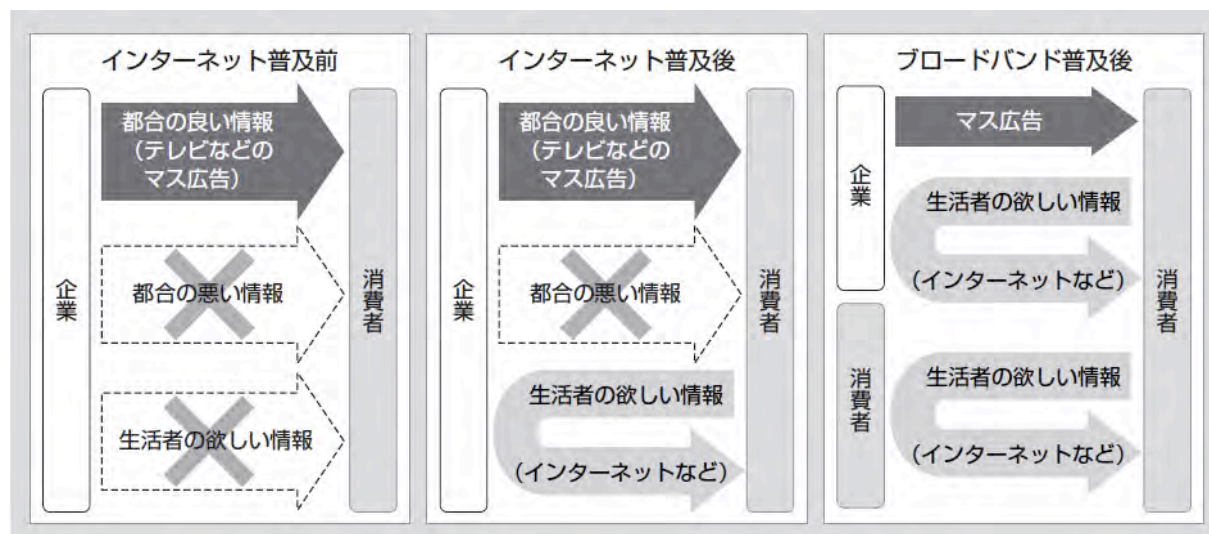 インターネット普及前
企業
都合の良い情報
（テレビなどの
マス広告）
都合の悪い情報
生活者の欲しい情報
消費者
インターネット普及後
企業
都合の良い情報
（テレビなどの
マス広告）
都合の悪い情報
生活者の欲しい情報
（インターネットなど）
消費者
ブロードバンド普及後
企業
マス広告
生活者の欲しい情報
（インターネットなど）
消費者
生活者の欲しい情報
（インターネットなど）
消費者